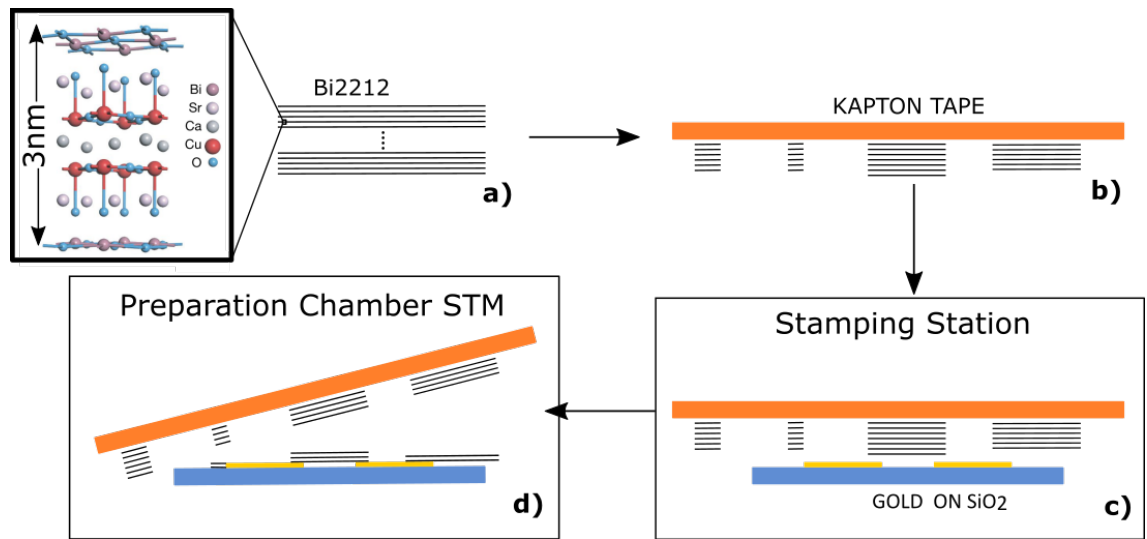 3nm
Bi
Sr
Ca
Cu
O
Bi2212
a)
KAPTON TAPE
b)
Preparation Chamber STM
d)
Stamping Station
GOLD ON SiO2
c)